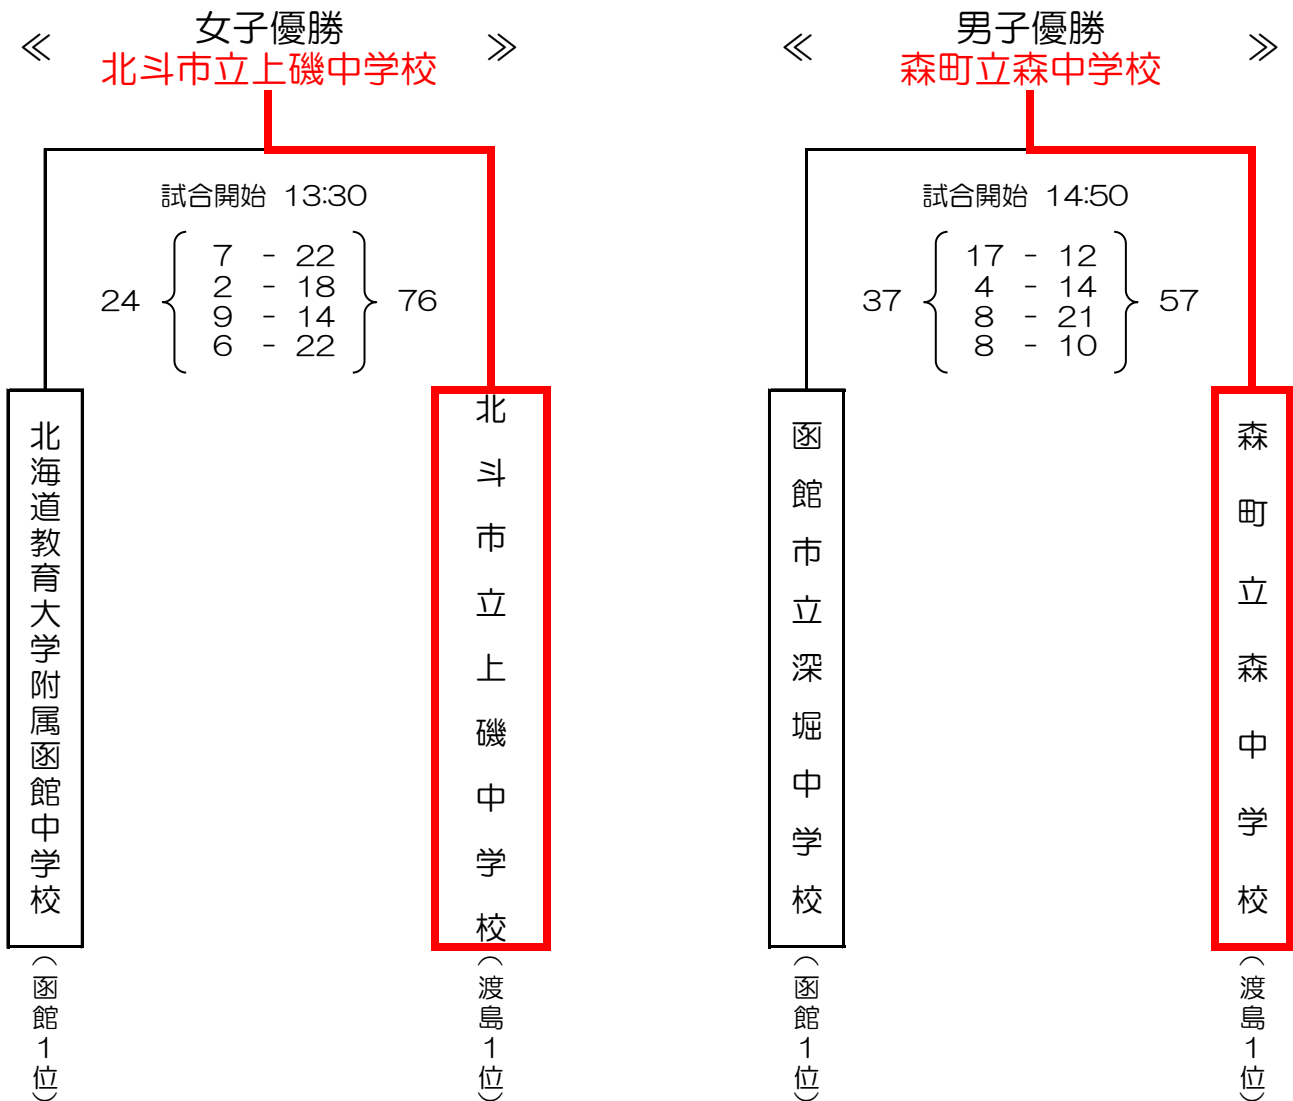 ≪ 女子優勝 ≫
北斗市立上磯中学校
試合開始 13:30
24
7 - 22
2 - 18
9 - 14
6 - 22
76
北海道教育大学附属函館中学校
（函館1位）
北斗市立上磯中学校
（渡島1位）
≪ 男子優勝 ≫
森町立森中学校
試合開始 14:50
37
17 - 12
4 - 14
8 - 21
8 - 10
57
函館市立深堀中学校
（函館1位）
森町立森中学校
（渡島1位）